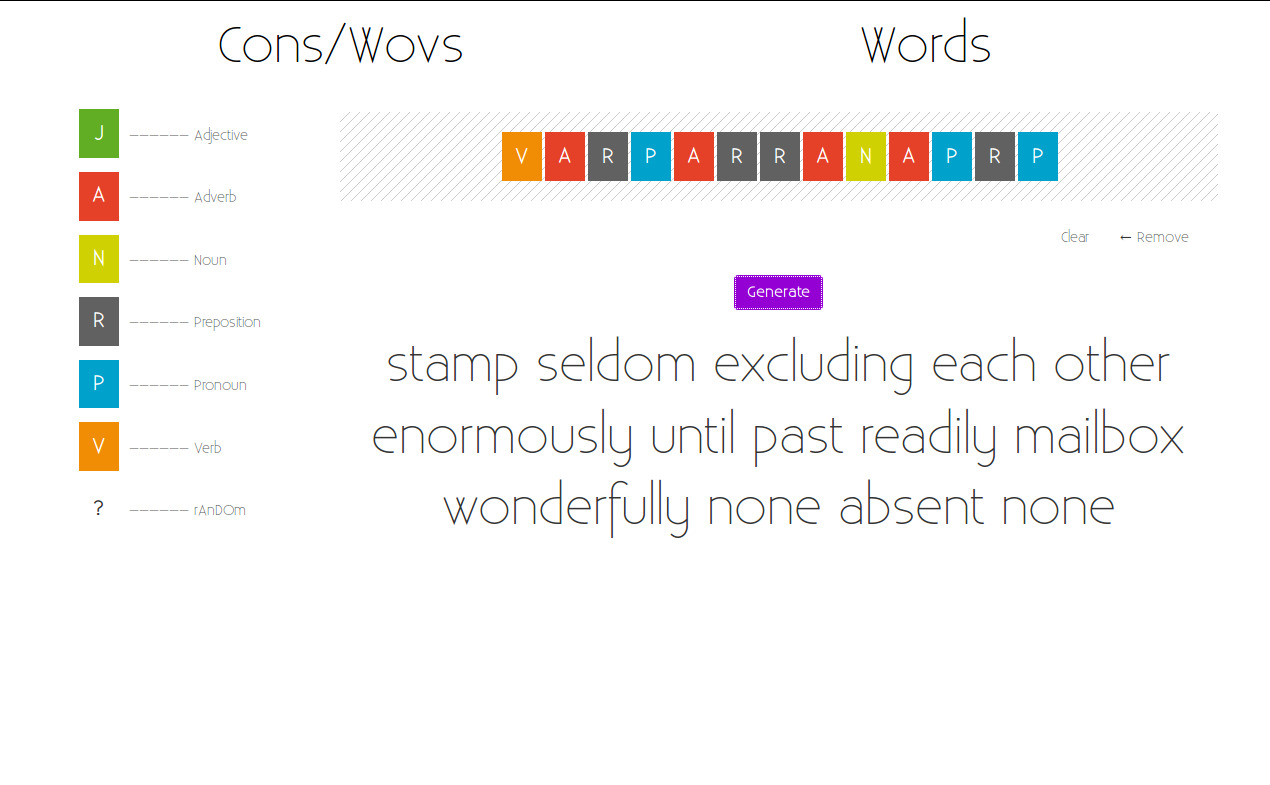 Cons/Wovs
Words
J ------ Adjective
A ------ Adverb
N ------ Noun
R ------ Preposition
P ------ Pronoun
V ------ Verb
? ------ rAnDOm
V A R P A R R A N A P R P
Clear ← Remove
Generate
stamp seldom excluding each other
enormously until past readily mailbox
wonderfully none absent none